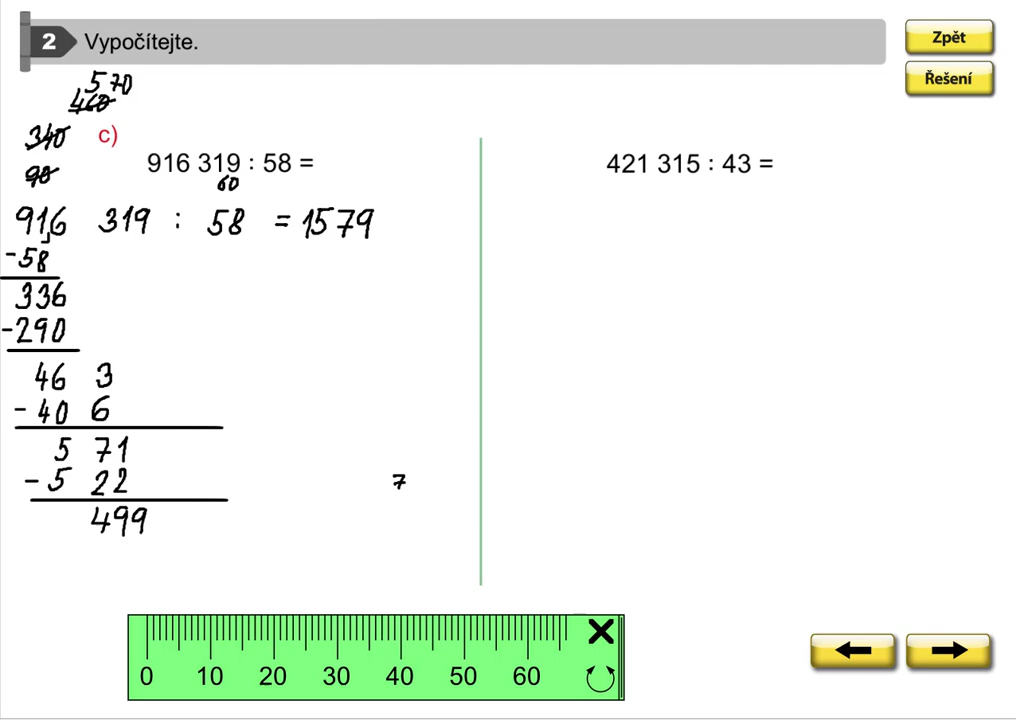 2 Vypočítejte.
Zpět
Řešení
570
460
340
90
c)
916 319 : 58 =
60
421 315 : 43 =
916 319 : 58 = 1579
-58
336
-290
46 3
- 40 6
5 71
- 5 22
7
499
0 10 20 30 40 50 60